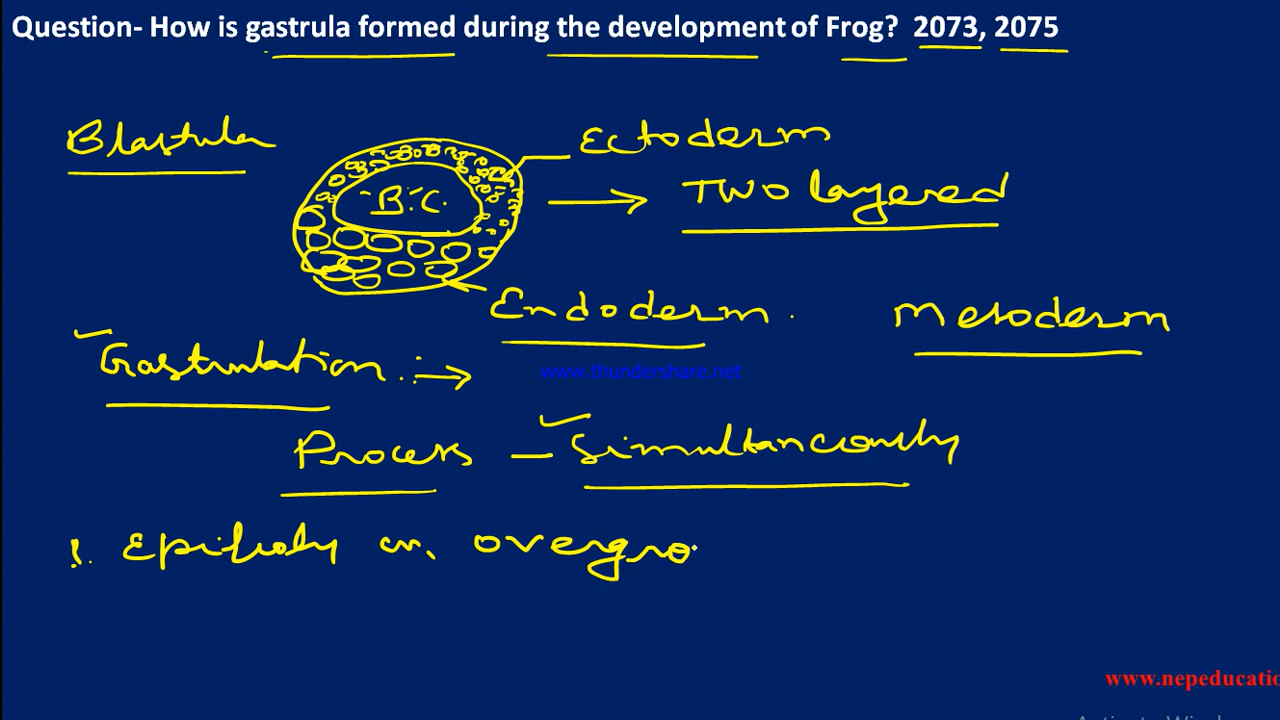 Question- How is gastrula formed during the development of Frog? 2073, 2075
Blastula
Ectoderm
B.C.
Two layered
Endoderm.
Mesoderm
Gastrulation :→
www.thundershare.net
Process – Simultaneously
1. Epiboly or, overgro
www.nepeducatio